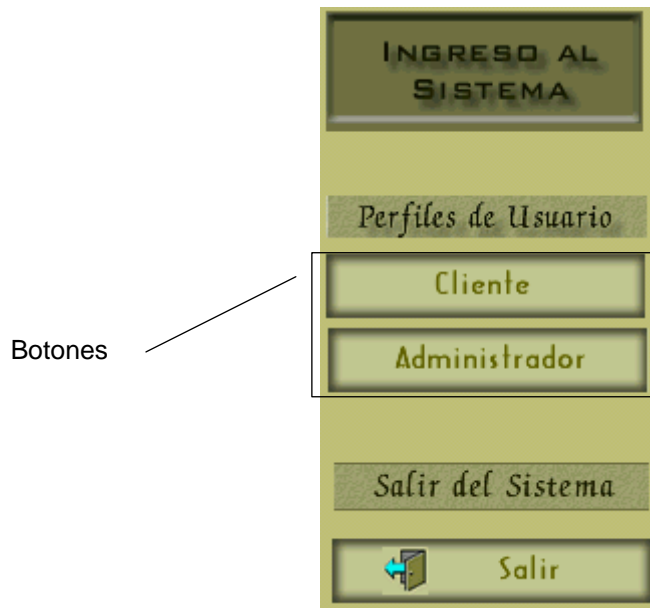 INGRESO AL
SISTEMA
Perfiles de Usuario
Cliente
Botones
Administrador
Salir del Sistema
Salir